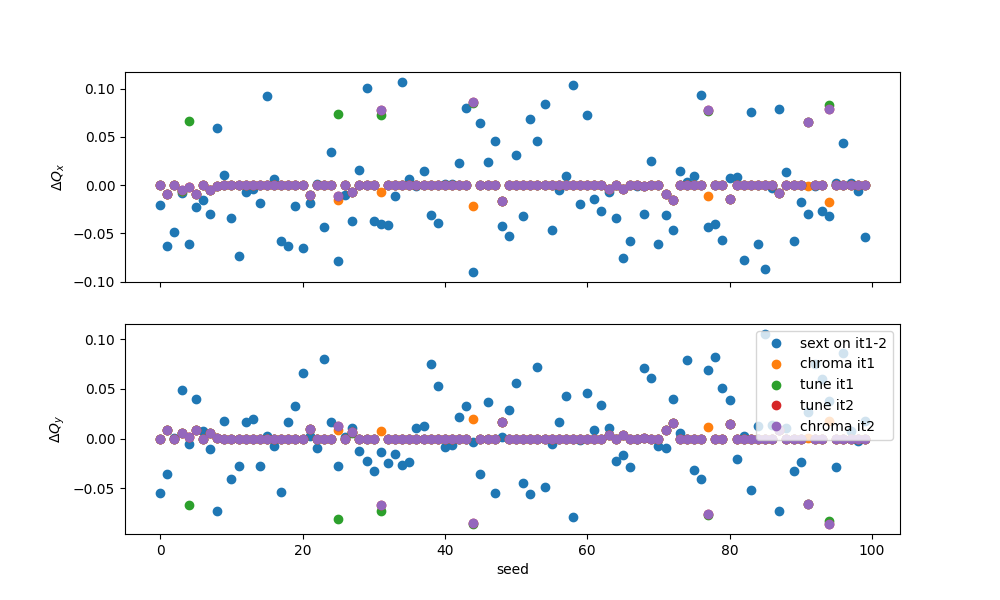 0.10
0.05
0.00
−0.05
−0.10
ΔQx
0.10
0.05
0.00
−0.05
ΔQy
sext on it1-2
chroma it1
tune it1
tune it2
chroma it2
0 20 40 60 80 100
seed